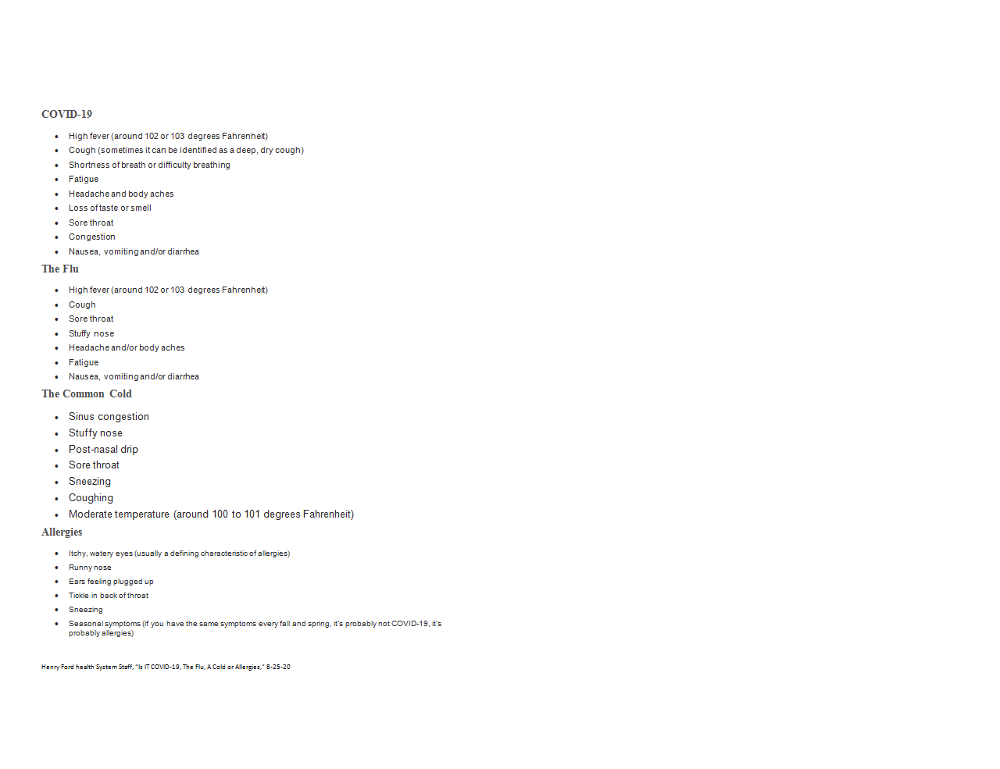 COVID-19
• High fever (around 102 or 103 degrees Fahrenheit)
• Cough (sometimes it can be identified as a deep, dry cough)
• Shortness of breath or difficulty breathing
• Fatigue
• Headache and body aches
• Loss of taste or smell
• Sore throat
• Congestion
• Nausea, vomiting and/or diarrhea
The Flu
• High fever (around 102 or 103 degrees Fahrenheit)
• Cough
• Sore throat
• Stuffy nose
• Headache and/or body aches
• Fatigue
• Nausea, vomiting and/or diarrhea
The Common Cold
• Sinus congestion
• Stuffy nose
• Post-nasal drip
• Sore throat
• Sneezing
• Coughing
• Moderate temperature (around 100 to 101 degrees Fahrenheit)
Allergies
• Itchy, watery eyes (usually a defining characteristic of allergies)
• Runny nose
• Ears feeling plugged up
• Tickle in back of throat
• Sneezing
• Seasonal symptoms (if you have the same symptoms every fall and spring, it's probably not COVID-19, it's
probably allergies)
Henry Ford health System Staff, "Is IT COVID-19, The Flu, A Cold or Allergies," 8-25-20